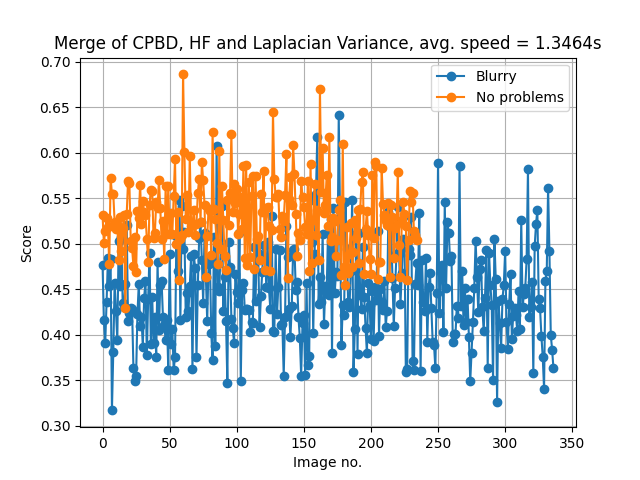 Merge of CPBD, HF and Laplacian Variance, avg. speed = 1.3464s
Blurry
No problems
Score
0.70
0.65
0.60
0.55
0.50
0.45
0.40
0.35
0.30
0 50 100 150 200 250 300 350
Image no.